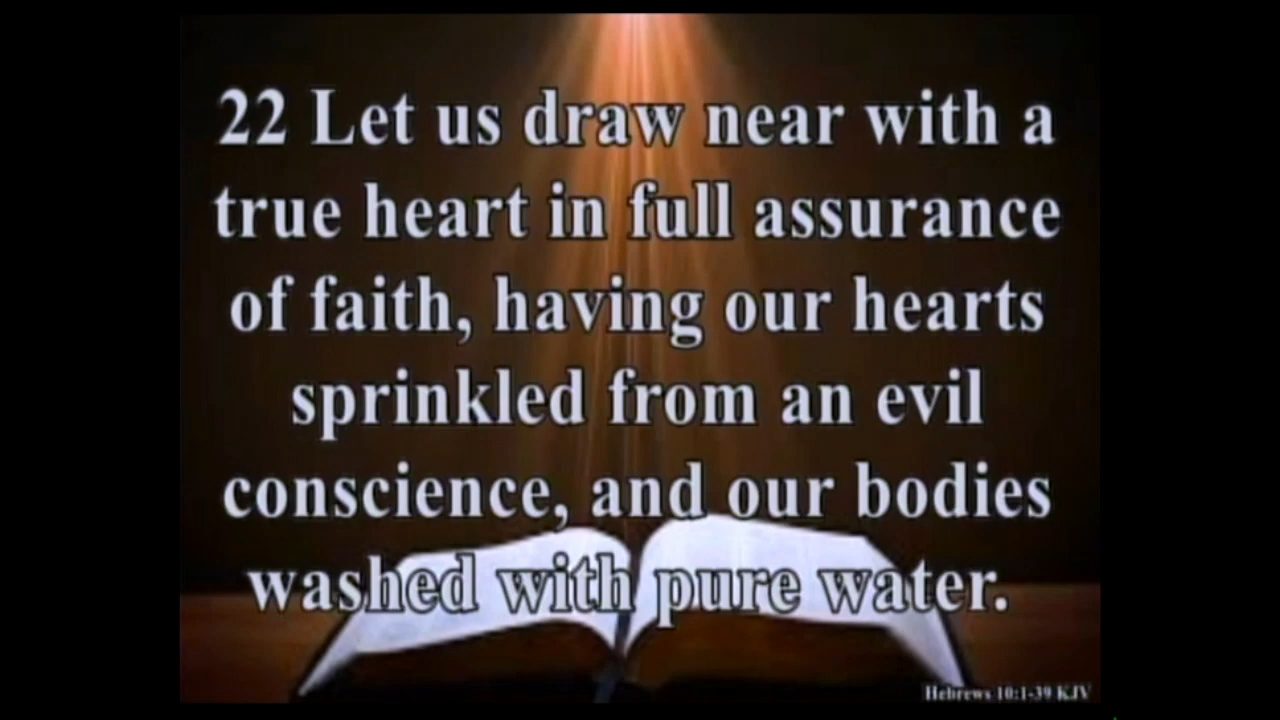 22 Let us draw near with a
true heart in full assurance
of faith, having our hearts
sprinkled from an evil
conscience, and our bodies
washed with pure water.
Hebrews 10:1-39 KJV